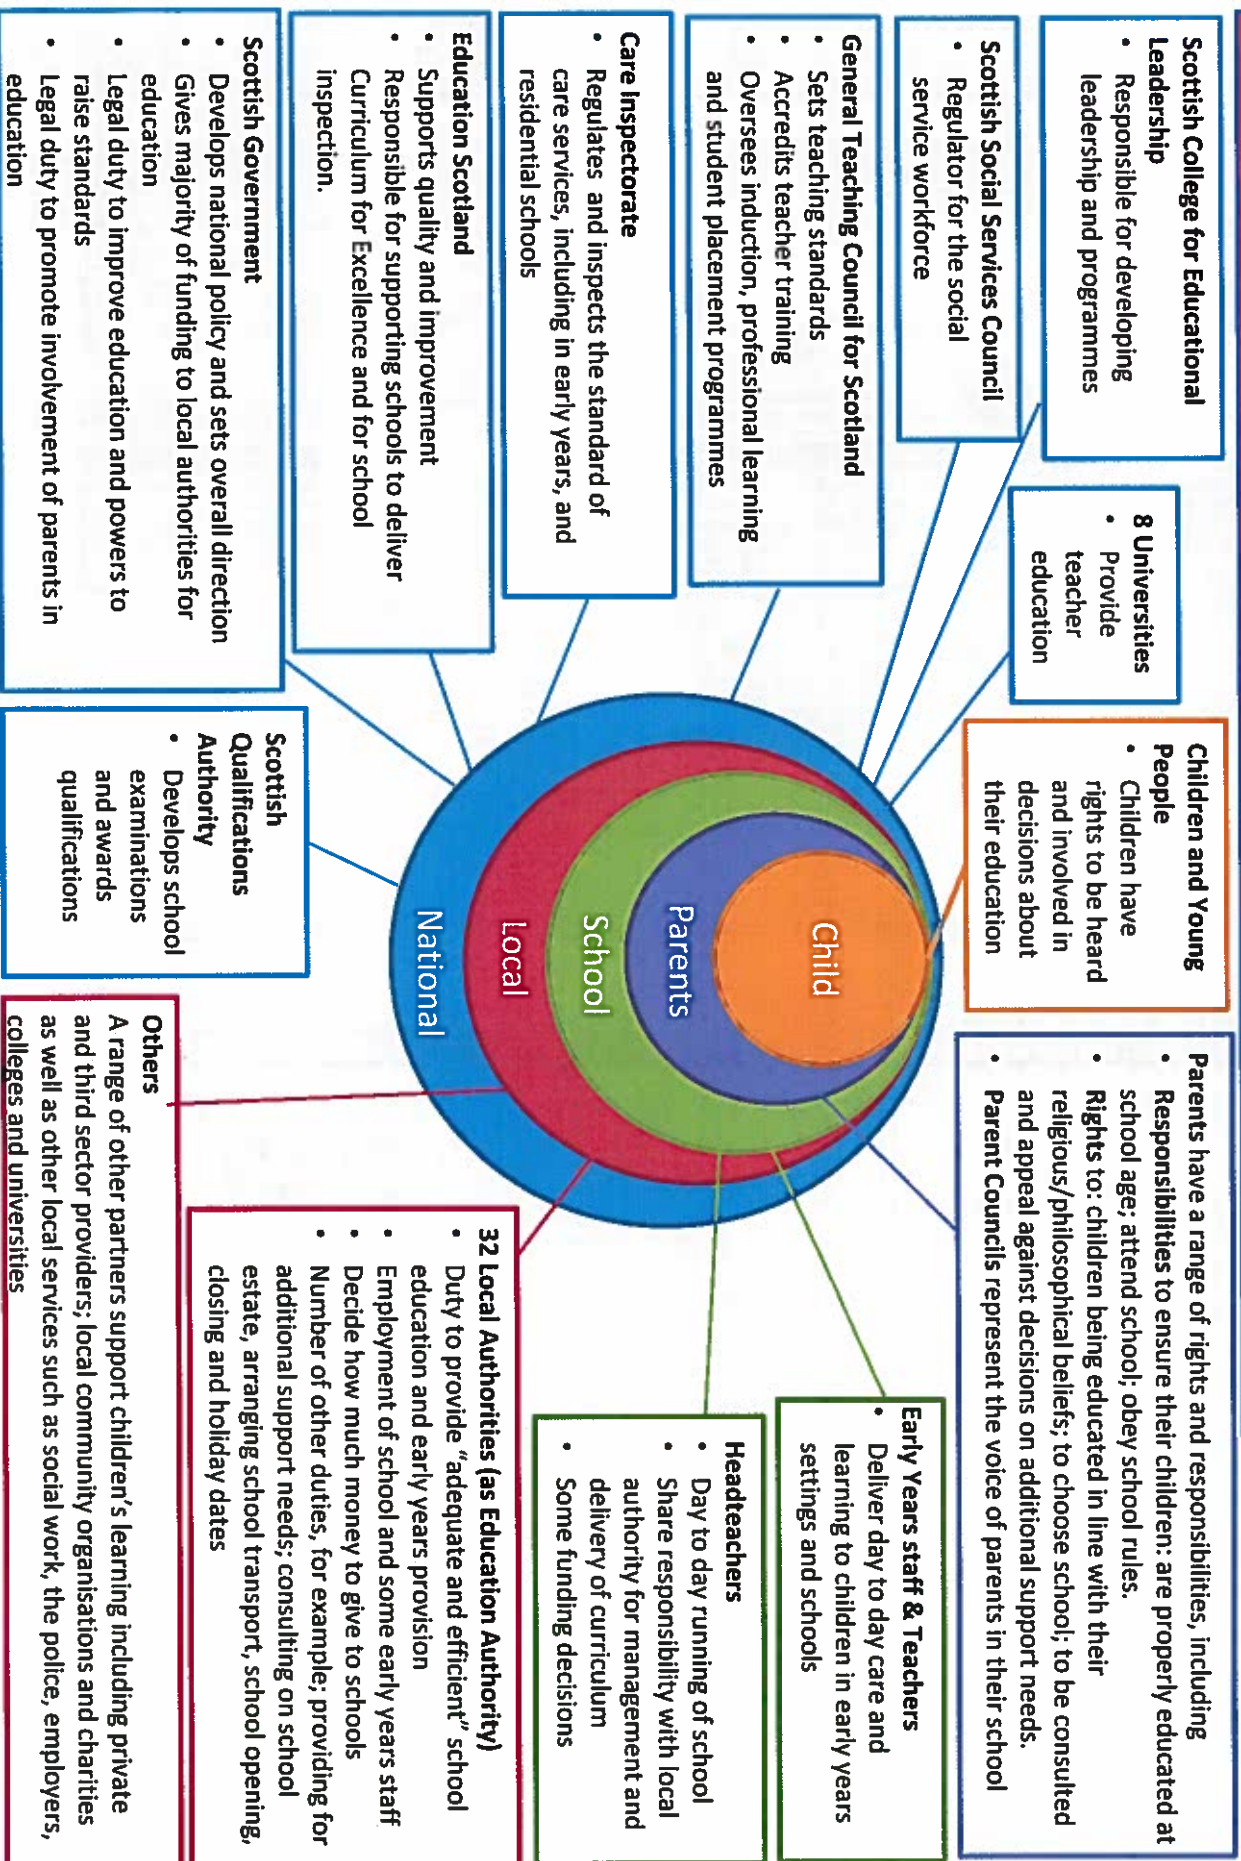 Scottish College for Educational
Leadership
• Responsible for developing
leadership and programmes
Scottish Social Services Council
• Regulator for the social
service workforce
General Teaching Council for Scotland
• Sets teaching standards
• Accredits teacher training
• Oversees induction, professional learning
and student placement programmes
Care Inspectorate
• Regulates and inspects the standard of
care services, including in early years, and
residential schools
Education Scotland
• Supports quality and improvement
• Responsible for supporting schools to deliver
Curriculum for Excellence and for school
inspection.
Scottish Government
• Develops national policy and sets overall direction
• Gives majority of funding to local authorities for
education
• Legal duty to improve education and powers to
raise standards
• Legal duty to promote involvement of parents in
education
8 Universities
• Provide
teacher
education
Children and Young
People
• Children have
rights to be heard
and involved in
decisions about
their education
Child
Parents
School
Local
National
Scottish
Qualifications
Authority
• Develops school
examinations
and awards
qualifications
Parents have a range of rights and responsibilities, including
• Responsibilities to ensure their children: are properly educated at
school age; attend school; obey school rules.
• Rights to: children being educated in line with their
religious/philosophical beliefs; to choose school; to be consulted
and appeal against decisions on additional support needs.
• Parent Councils represent the voice of parents in their school
Early Years staff & Teachers
• Deliver day to day care and
learning to children in early years
settings and schools
Headteachers
• Day to day running of school
• Share responsibility with local
authority for management and
delivery of curriculum
• Some funding decisions
32 Local Authorities (as Education Authority)
• Duty to provide “adequate and efficient” school
education and early years provision
• Employment of school and some early years staff
• Decide how much money to give to schools
• Number of other duties, for example; providing for
additional support needs; consulting on school
estate, arranging school transport, school opening,
closing and holiday dates
Others
A range of other partners support children’s learning including private
and third sector providers; local community organisations and charities
as well as other local services such as social work, the police, employers,
colleges and universities